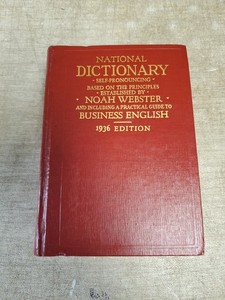 NATIONAL
DICTIONARY
· SELF-PRONOUNCING ·
BASED ON THE PRINCIPLES
· ESTABLISHED BY ·
· NOAH WEBSTER ·
AND INCLUDING A PRACTICAL GUIDE TO
BUSINESS ENGLISH
1936 EDITION